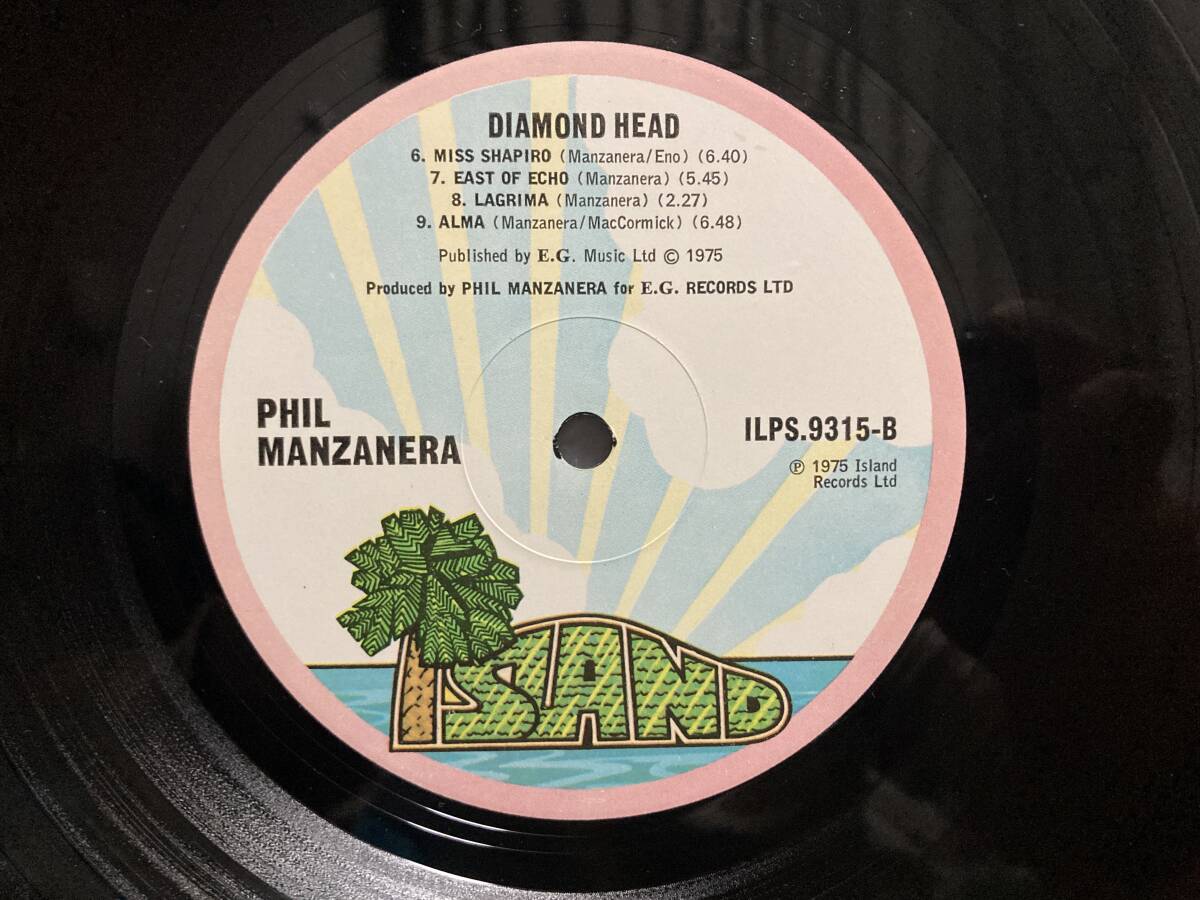 DIAMOND HEAD
6. MISS SHAPIRO (Manzanera/Eno) (6.40)
7. EAST OF ECHO (Manzanera) (5.45)
8. LAGRIMA (Manzanera) (2.27)
9. ALMA (Manzanera/MacCormick) (6.48)
Published by E.G. Music Ltd © 1975
Produced by PHIL MANZANERA for E.G. RECORDS LTD
PHIL
MANZANERA
ILPS.9315-B
℗ 1975 Island
Records Ltd
ISLAND